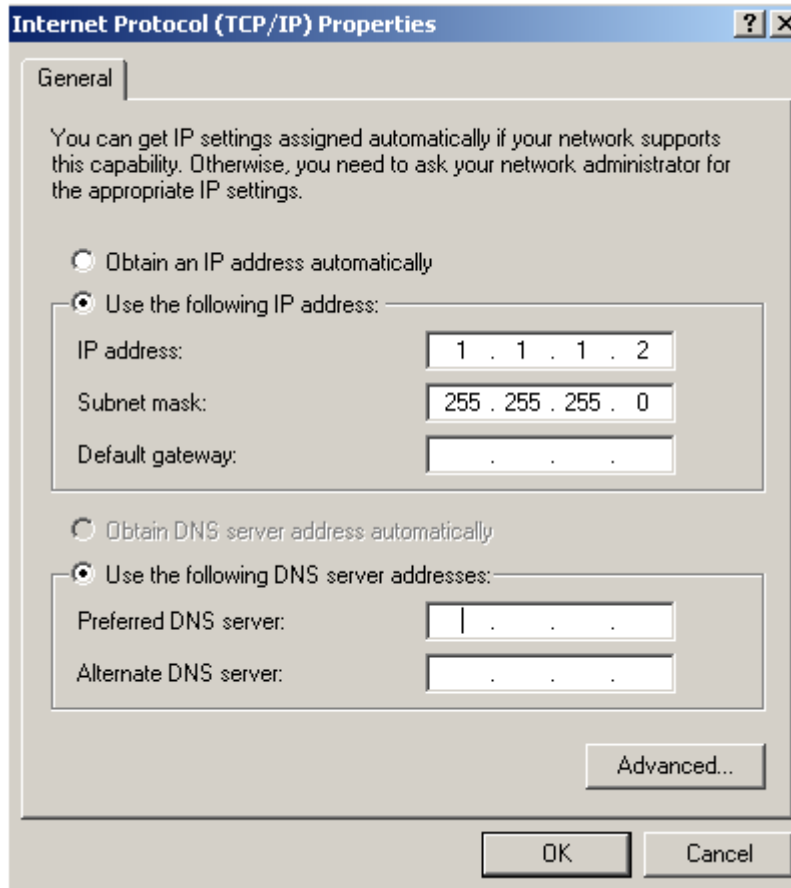 Internet Protocol (TCP/IP) Properties ? X
General
You can get IP settings assigned automatically if your network supports
this capability. Otherwise, you need to ask your network administrator for
the appropriate IP settings.
Obtain an IP address automatically
Use the following IP address:
IP address: 1 . 1 . 1 . 2
Subnet mask: 255 . 255 . 255 . 0
Default gateway: . . .
Obtain DNS server address automatically
Use the following DNS server addresses:
Preferred DNS server: . . .
Alternate DNS server: . . .
Advanced...
OK Cancel